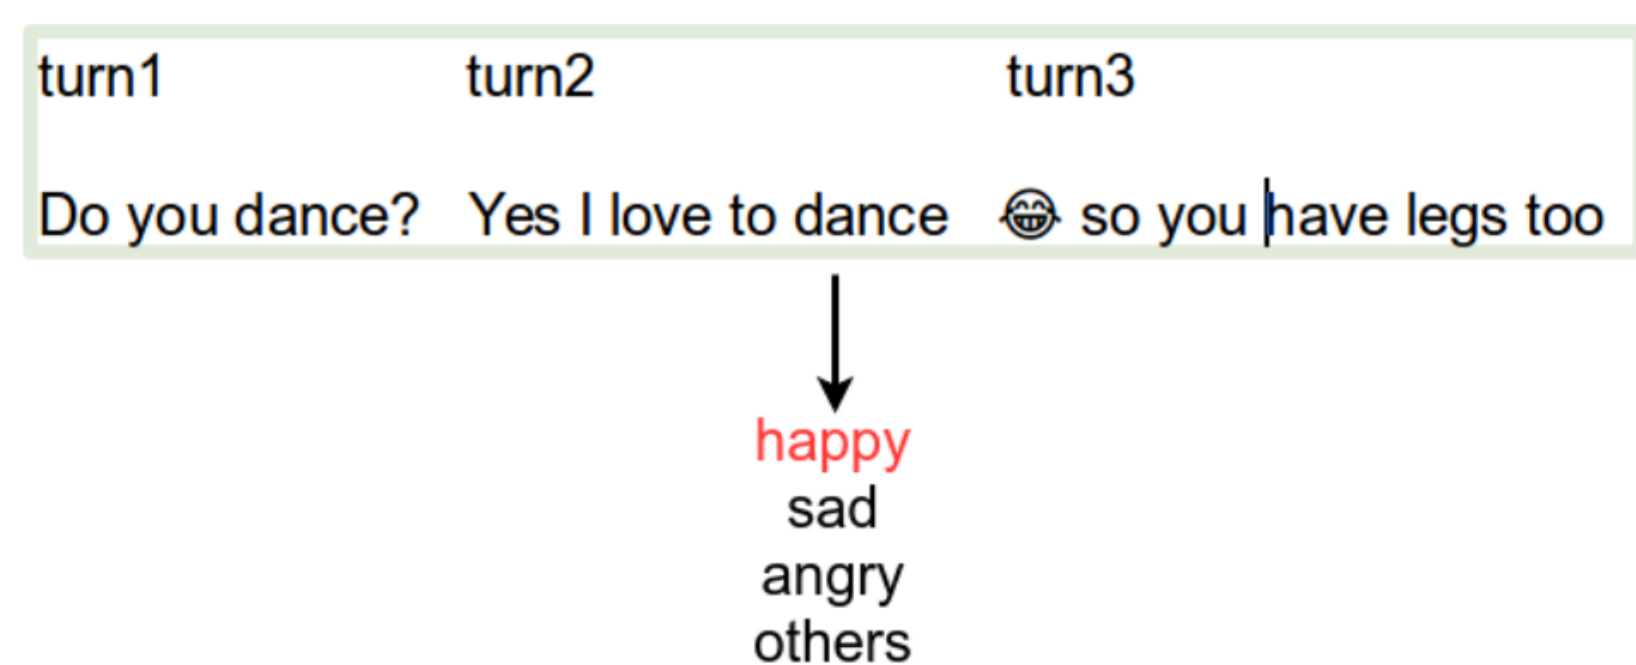 turn1 turn2 turn3
Do you dance? Yes I love to dance 😂 so you have legs too
happy
sad
angry
others